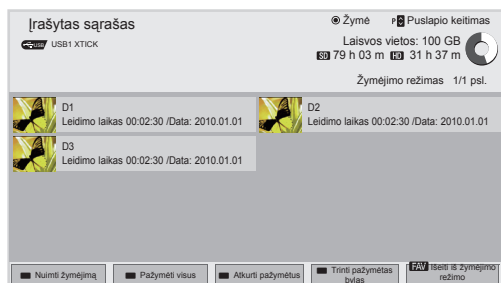 Įrašytas sąrašas
Žymė P Puslapio keitimas
USB USB1 XTICK
Laisvos vietos: 100 GB
SD 79 h 03 m HD 31 h 37 m
Žymėjimo režimas 1/1 psl.
D1
Leidimo laikas 00:02:30 /Data: 2010.01.01
D2
Leidimo laikas 00:02:30 /Data: 2010.01.01
D3
Leidimo laikas 00:02:30 /Data: 2010.01.01
Nuimti žymėjimą
Pažymėti visus
Atkurti pažymėtus
Trinti pažymėtas
bylas
FAV Išeiti iš žymėjimo
režimo